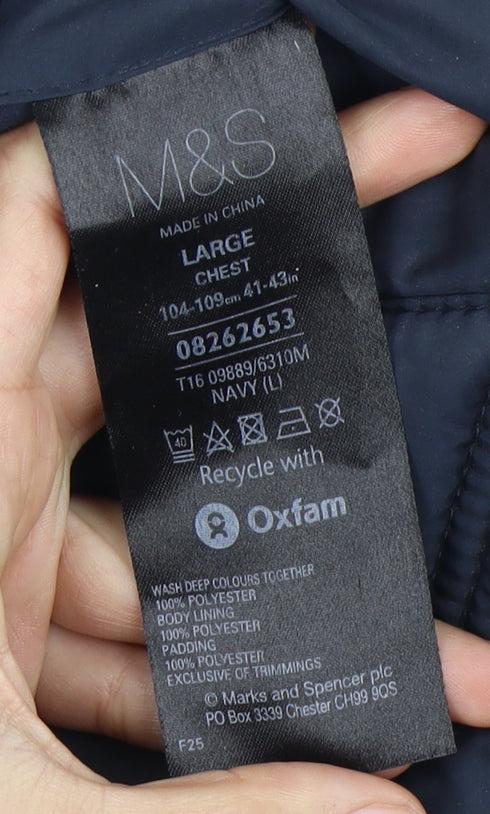 M&S
MADE IN CHINA
LARGE
CHEST
104-109cm 41-43in
08262653
T16 09889/6310M
NAVY (L)
40
Recycle with
Oxfam
WASH DEEP COLOURS TOGETHER
100% POLYESTER
BODY LINING
100% POLYESTER
PADDING
100% POLYESTER
EXCLUSIVE OF TRIMMINGS
© Marks and Spencer plc
PO Box 3339 Chester CH99 9QS
F25